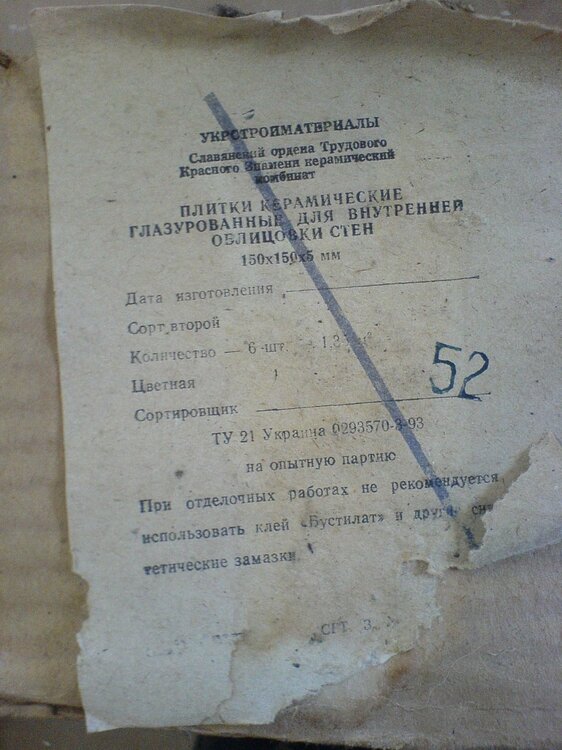 УКРСТРОЙМАТЕРИАЛЫ
Славянский ордена Трудового
Красного Знамени керамический
комбинат
ПЛИТКИ КЕРАМИЧЕСКИЕ
ГЛАЗУРОВАННЫЕ ДЛЯ ВНУТРЕННЕЙ
ОБЛИЦОВКИ СТЕН
150х150х5 мм
Дата изготовления
Сорт второй
Количество — 6 шт.
Цветная
52
Сортировщик
ТУ 21 Украина 0293570-3-93
на опытную партию
При отделочных работах не рекомендуется
использовать клей «Бустилат» и други
тетические замазки.
СГТ. З.